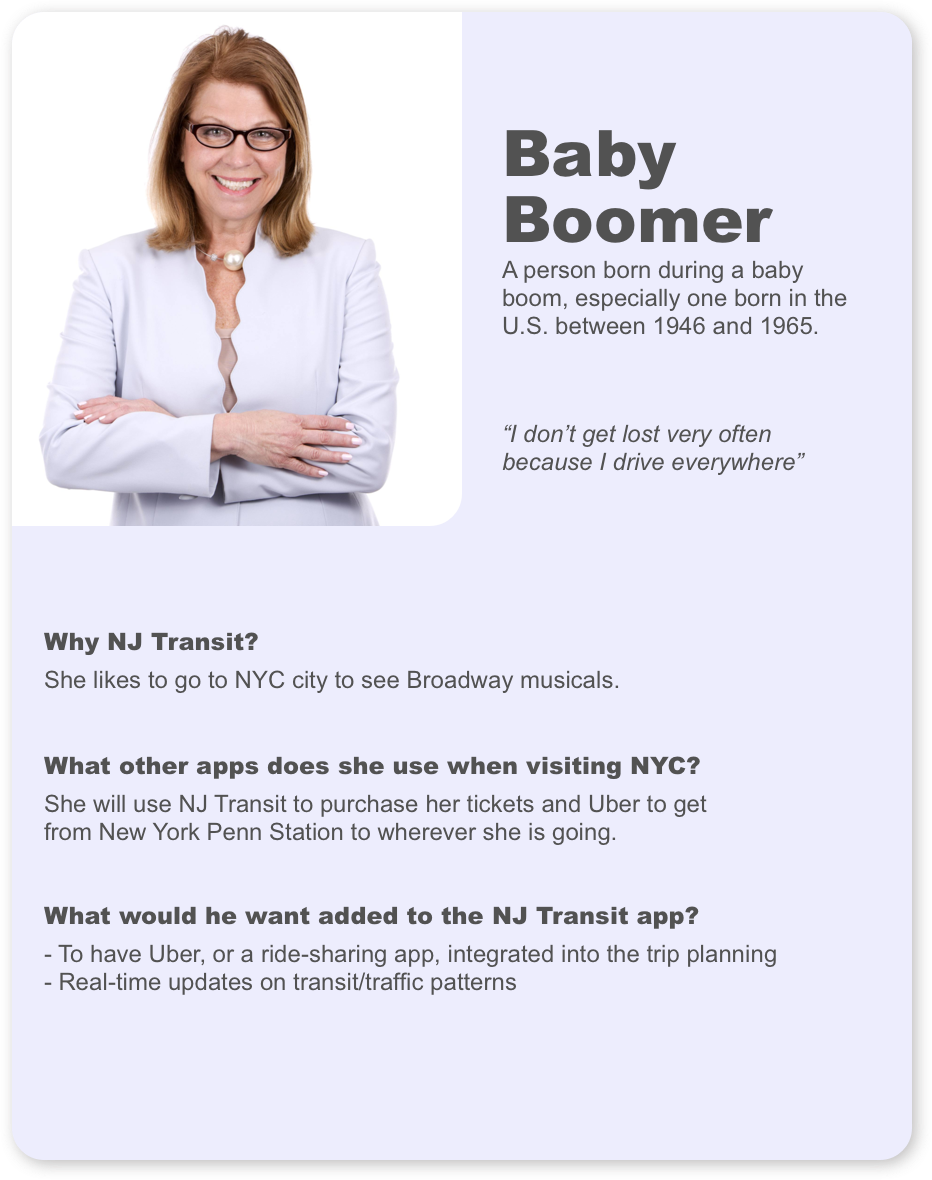 Baby
Boomer
A person born during a baby
boom, especially one born in the
U.S. between 1946 and 1965.
“I don’t get lost very often
because I drive everywhere”
Why NJ Transit?
She likes to go to NYC city to see Broadway musicals.
What other apps does she use when visiting NYC?
She will use NJ Transit to purchase her tickets and Uber to get
from New York Penn Station to wherever she is going.
What would he want added to the NJ Transit app?
- To have Uber, or a ride-sharing app, integrated into the trip planning
- Real-time updates on transit/traffic patterns